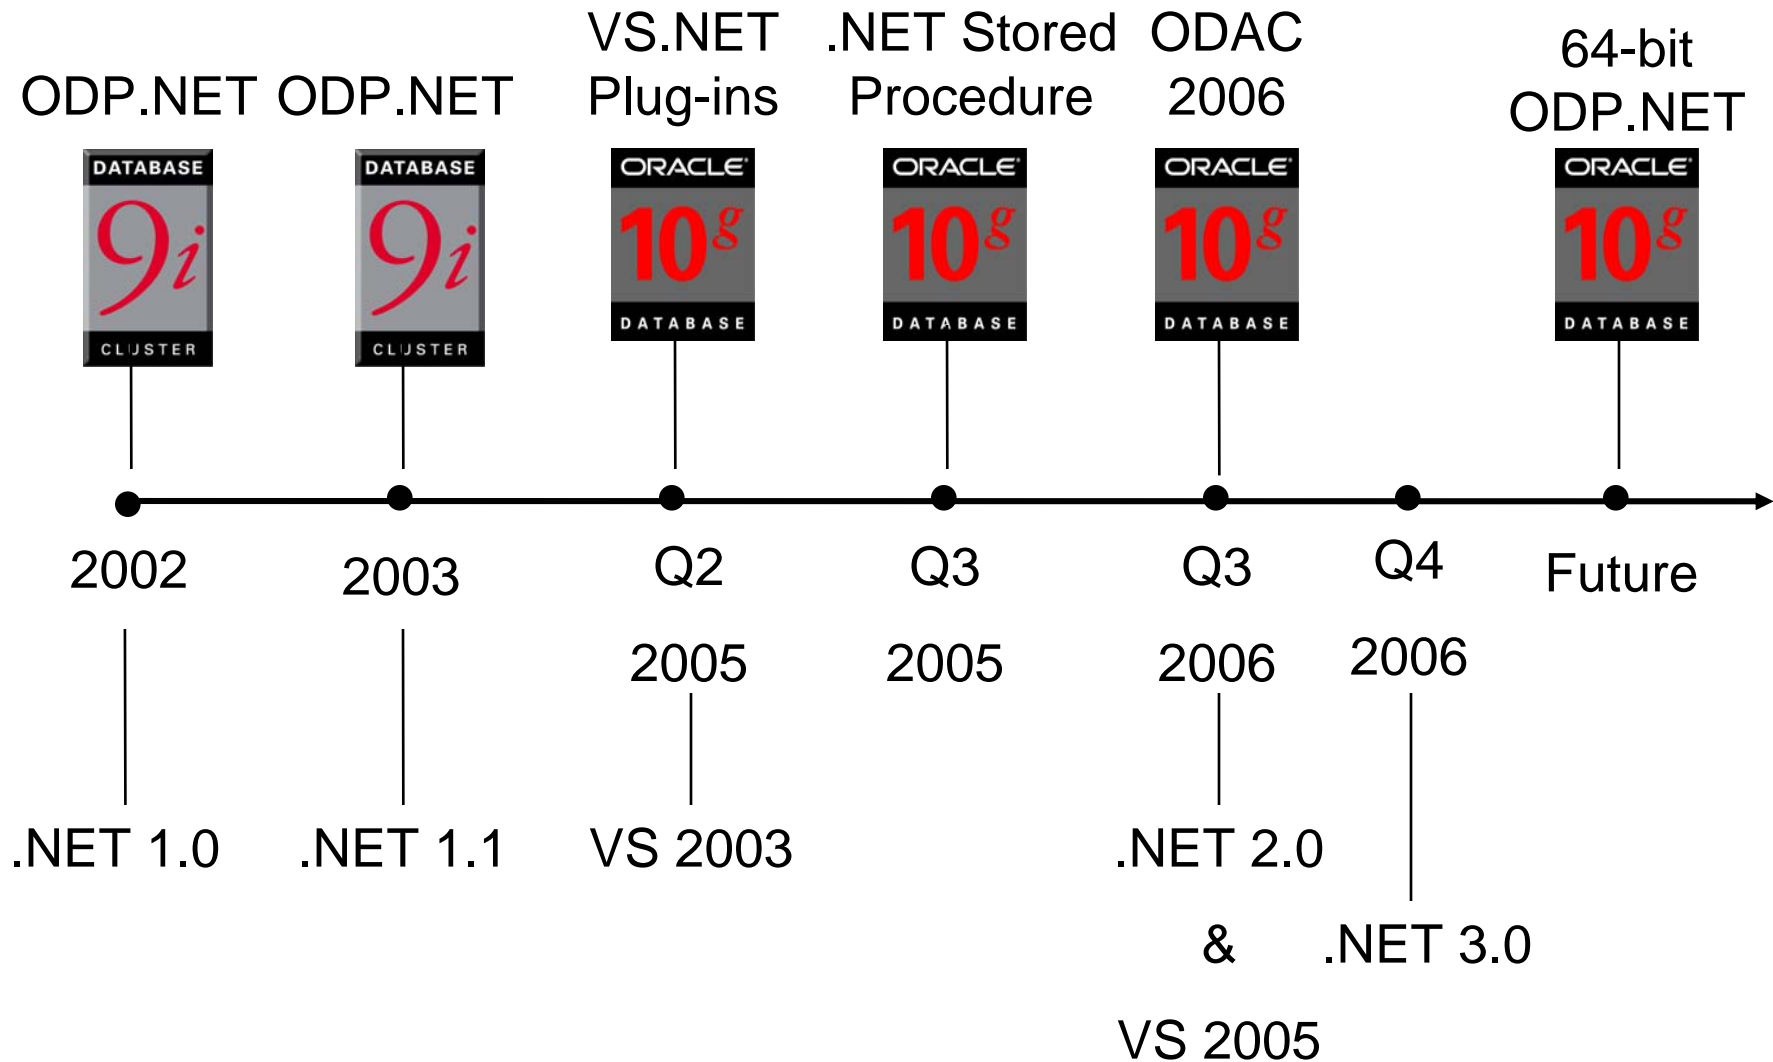 VS.NET
Plug-ins
.NET Stored
Procedure
ODAC
2006
64-bit
ODP.NET
ODP.NET
ODP.NET
DATABASE
9i
CLUSTER
DATABASE
9i
CLUSTER
ORACLE
10g
DATABASE
ORACLE
10g
DATABASE
ORACLE
10g
DATABASE
ORACLE
10g
DATABASE
2002
2003
Q2
2005
Q3
2005
Q3
2006
Q4
2006
Future
.NET 1.0
.NET 1.1
VS 2003
.NET 2.0
&
VS 2005
.NET 3.0